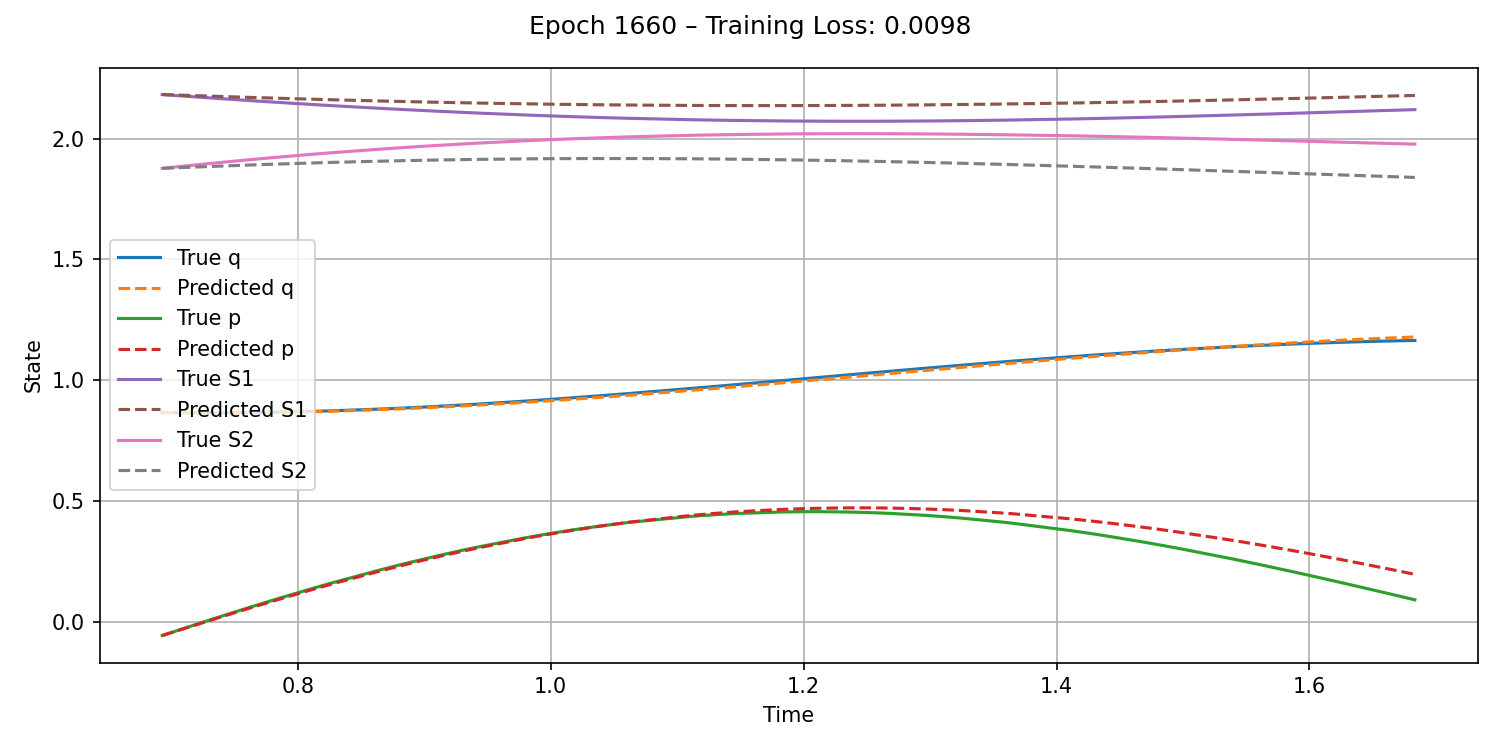 Epoch 1660 – Training Loss: 0.0098
State
2.0
1.5
1.0
0.5
0.0
True q
Predicted q
True p
Predicted p
True S1
Predicted S1
True S2
Predicted S2
0.8
1.0
1.2
1.4
1.6
Time